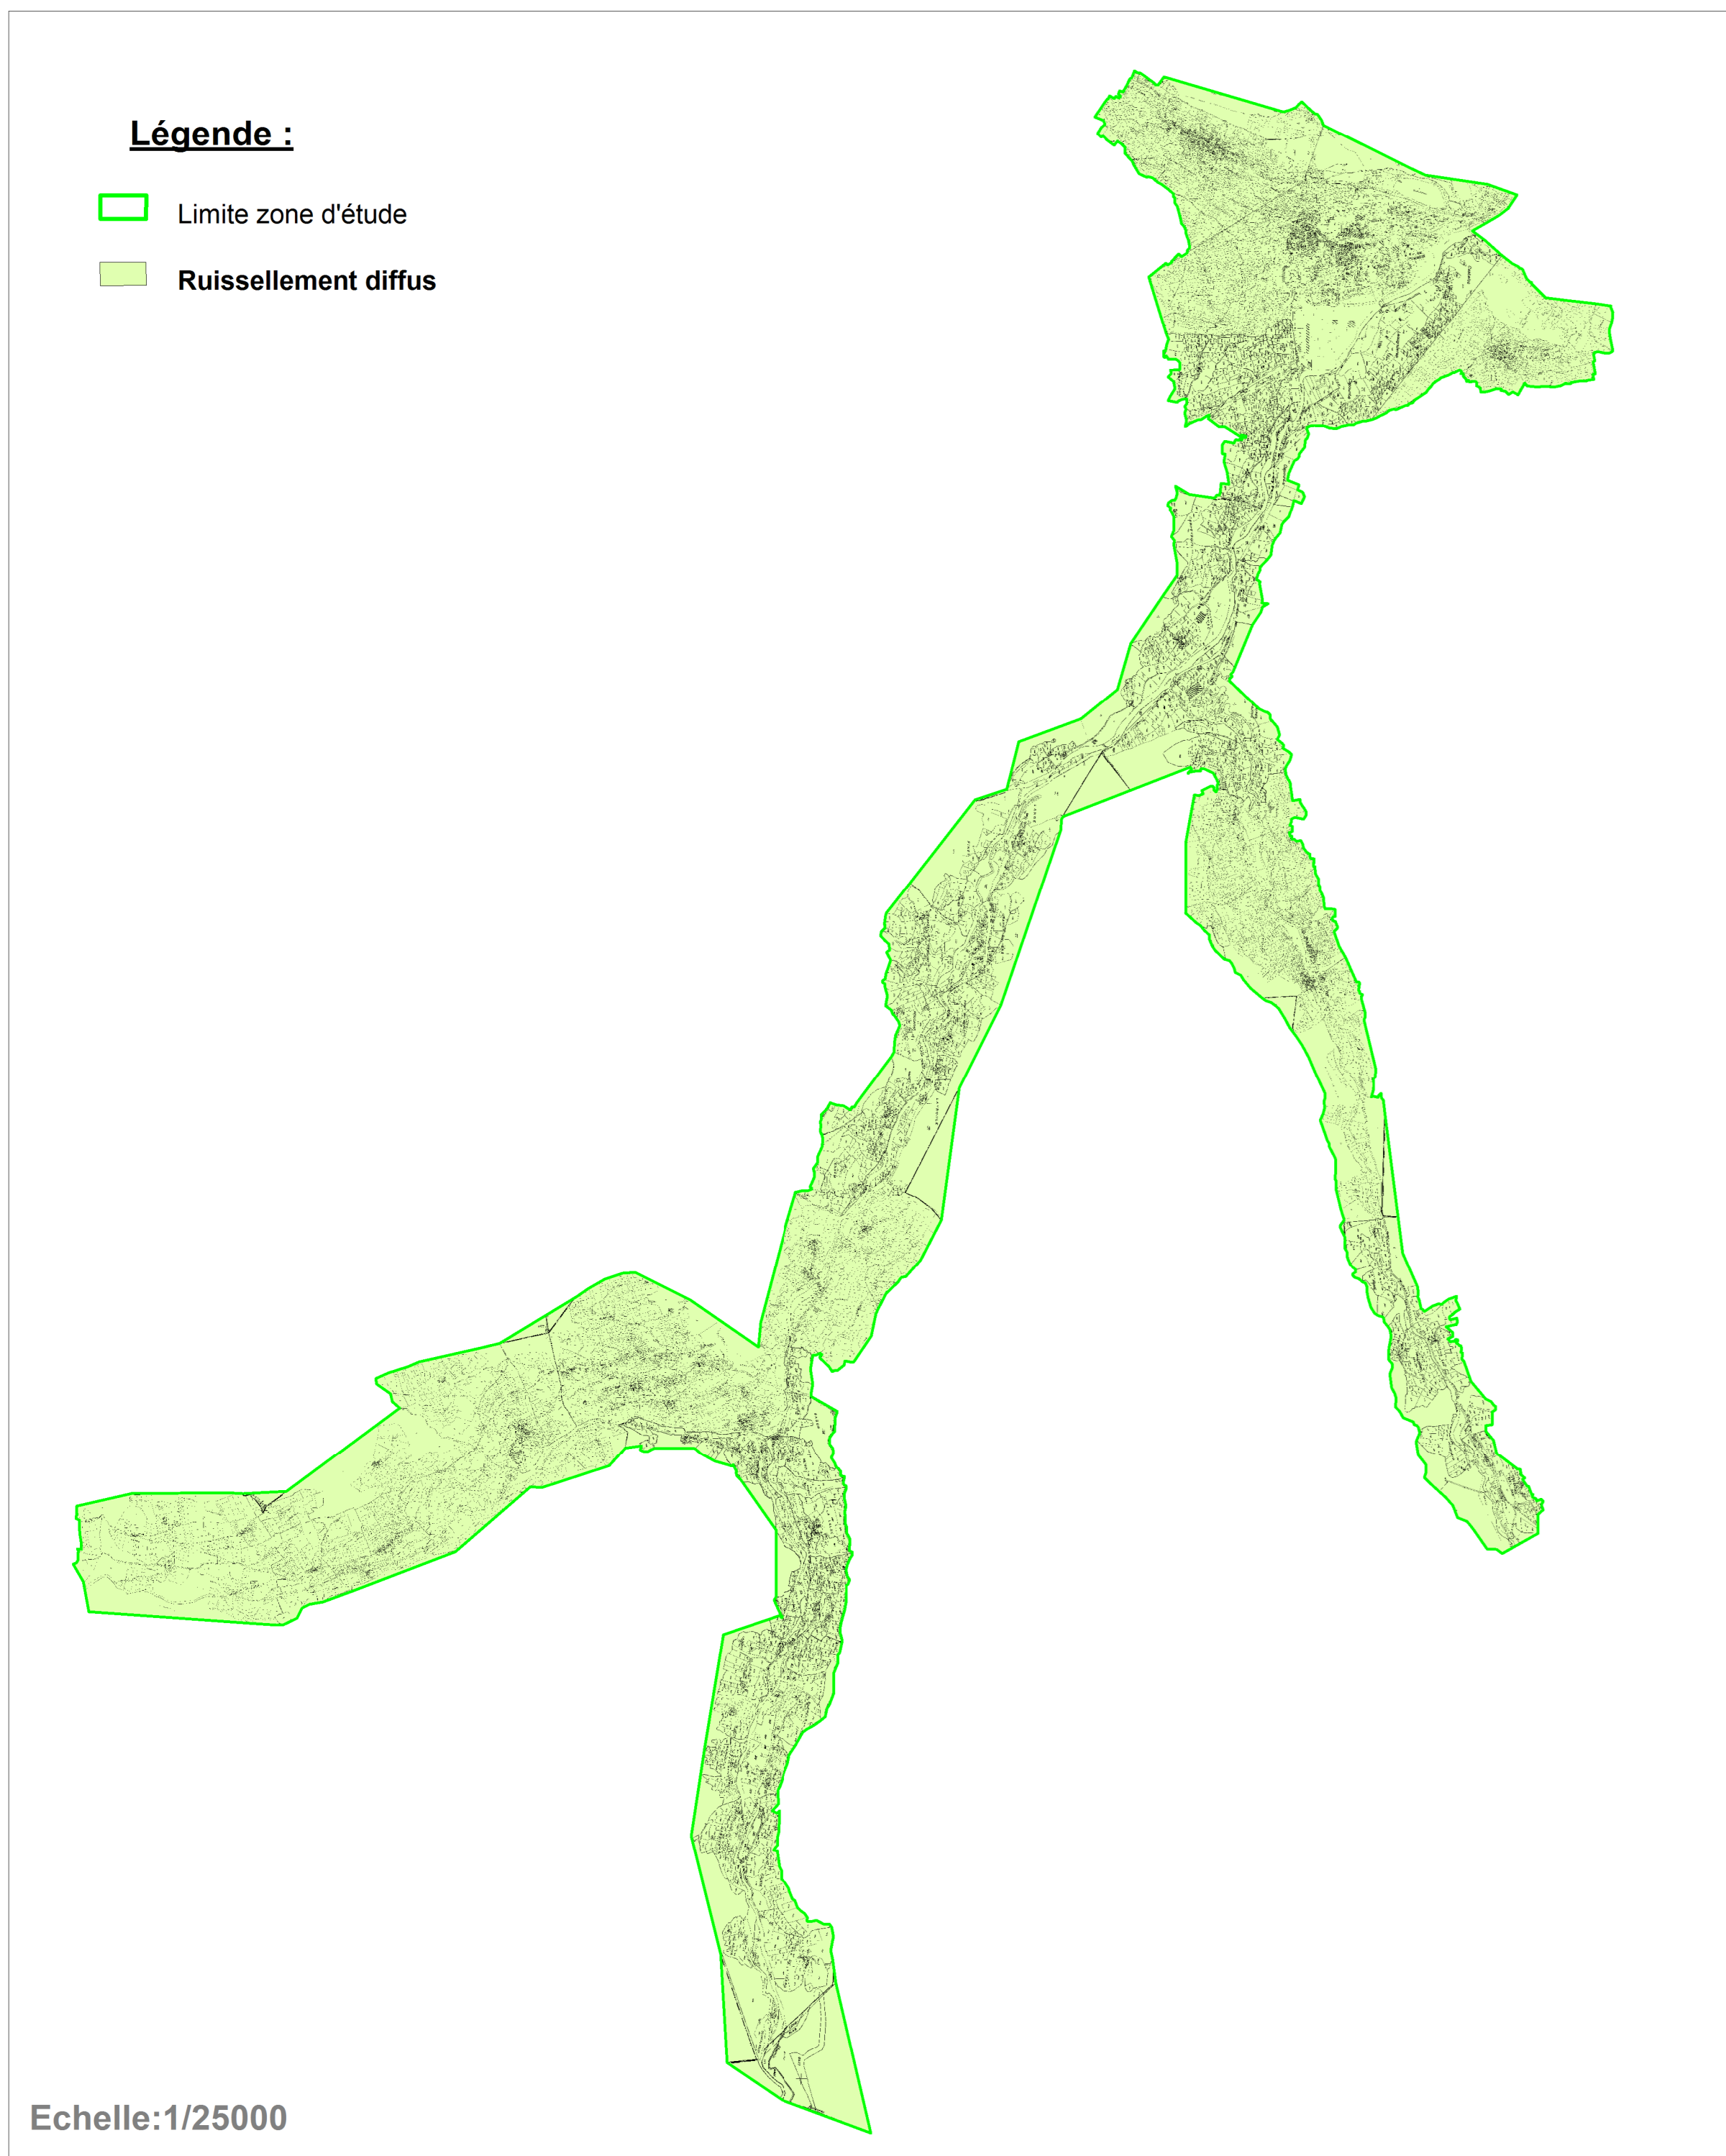 Légende :
Limite zone d'étude
Ruissellement diffus
Echelle:1/25000